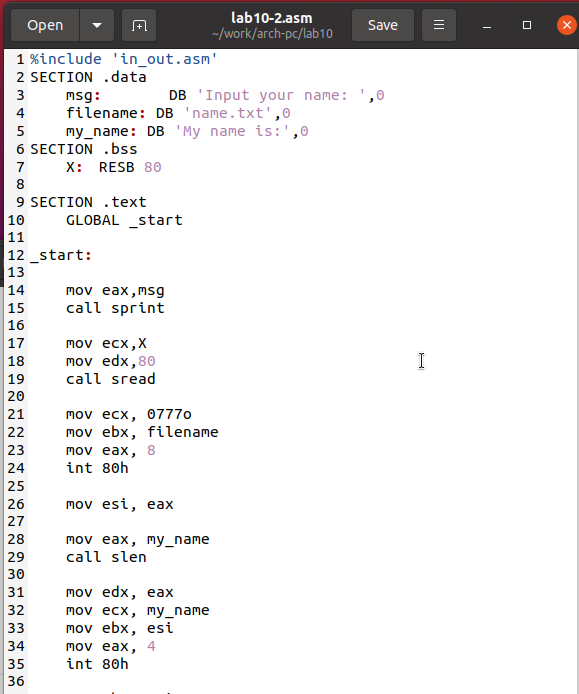 Open
lab10-2.asm
~/work/arch-pc/lab10
Save
1 %include 'in_out.asm'
2 SECTION .data
3     msg:        DB 'Input your name: ',0
4     filename: DB 'name.txt',0
5     my_name: DB 'My name is:',0
6 SECTION .bss
7     X:  RESB 80
8
9 SECTION .text
10     GLOBAL _start
11
12 _start:
13
14     mov eax,msg
15     call sprint
16
17     mov ecx,X
18     mov edx,80
19     call sread
20
21     mov ecx, 0777o
22     mov ebx, filename
23     mov eax, 8
24     int 80h
25
26     mov esi, eax
27
28     mov eax, my_name
29     call slen
30
31     mov edx, eax
32     mov ecx, my_name
33     mov ebx, esi
34     mov eax, 4
35     int 80h
36